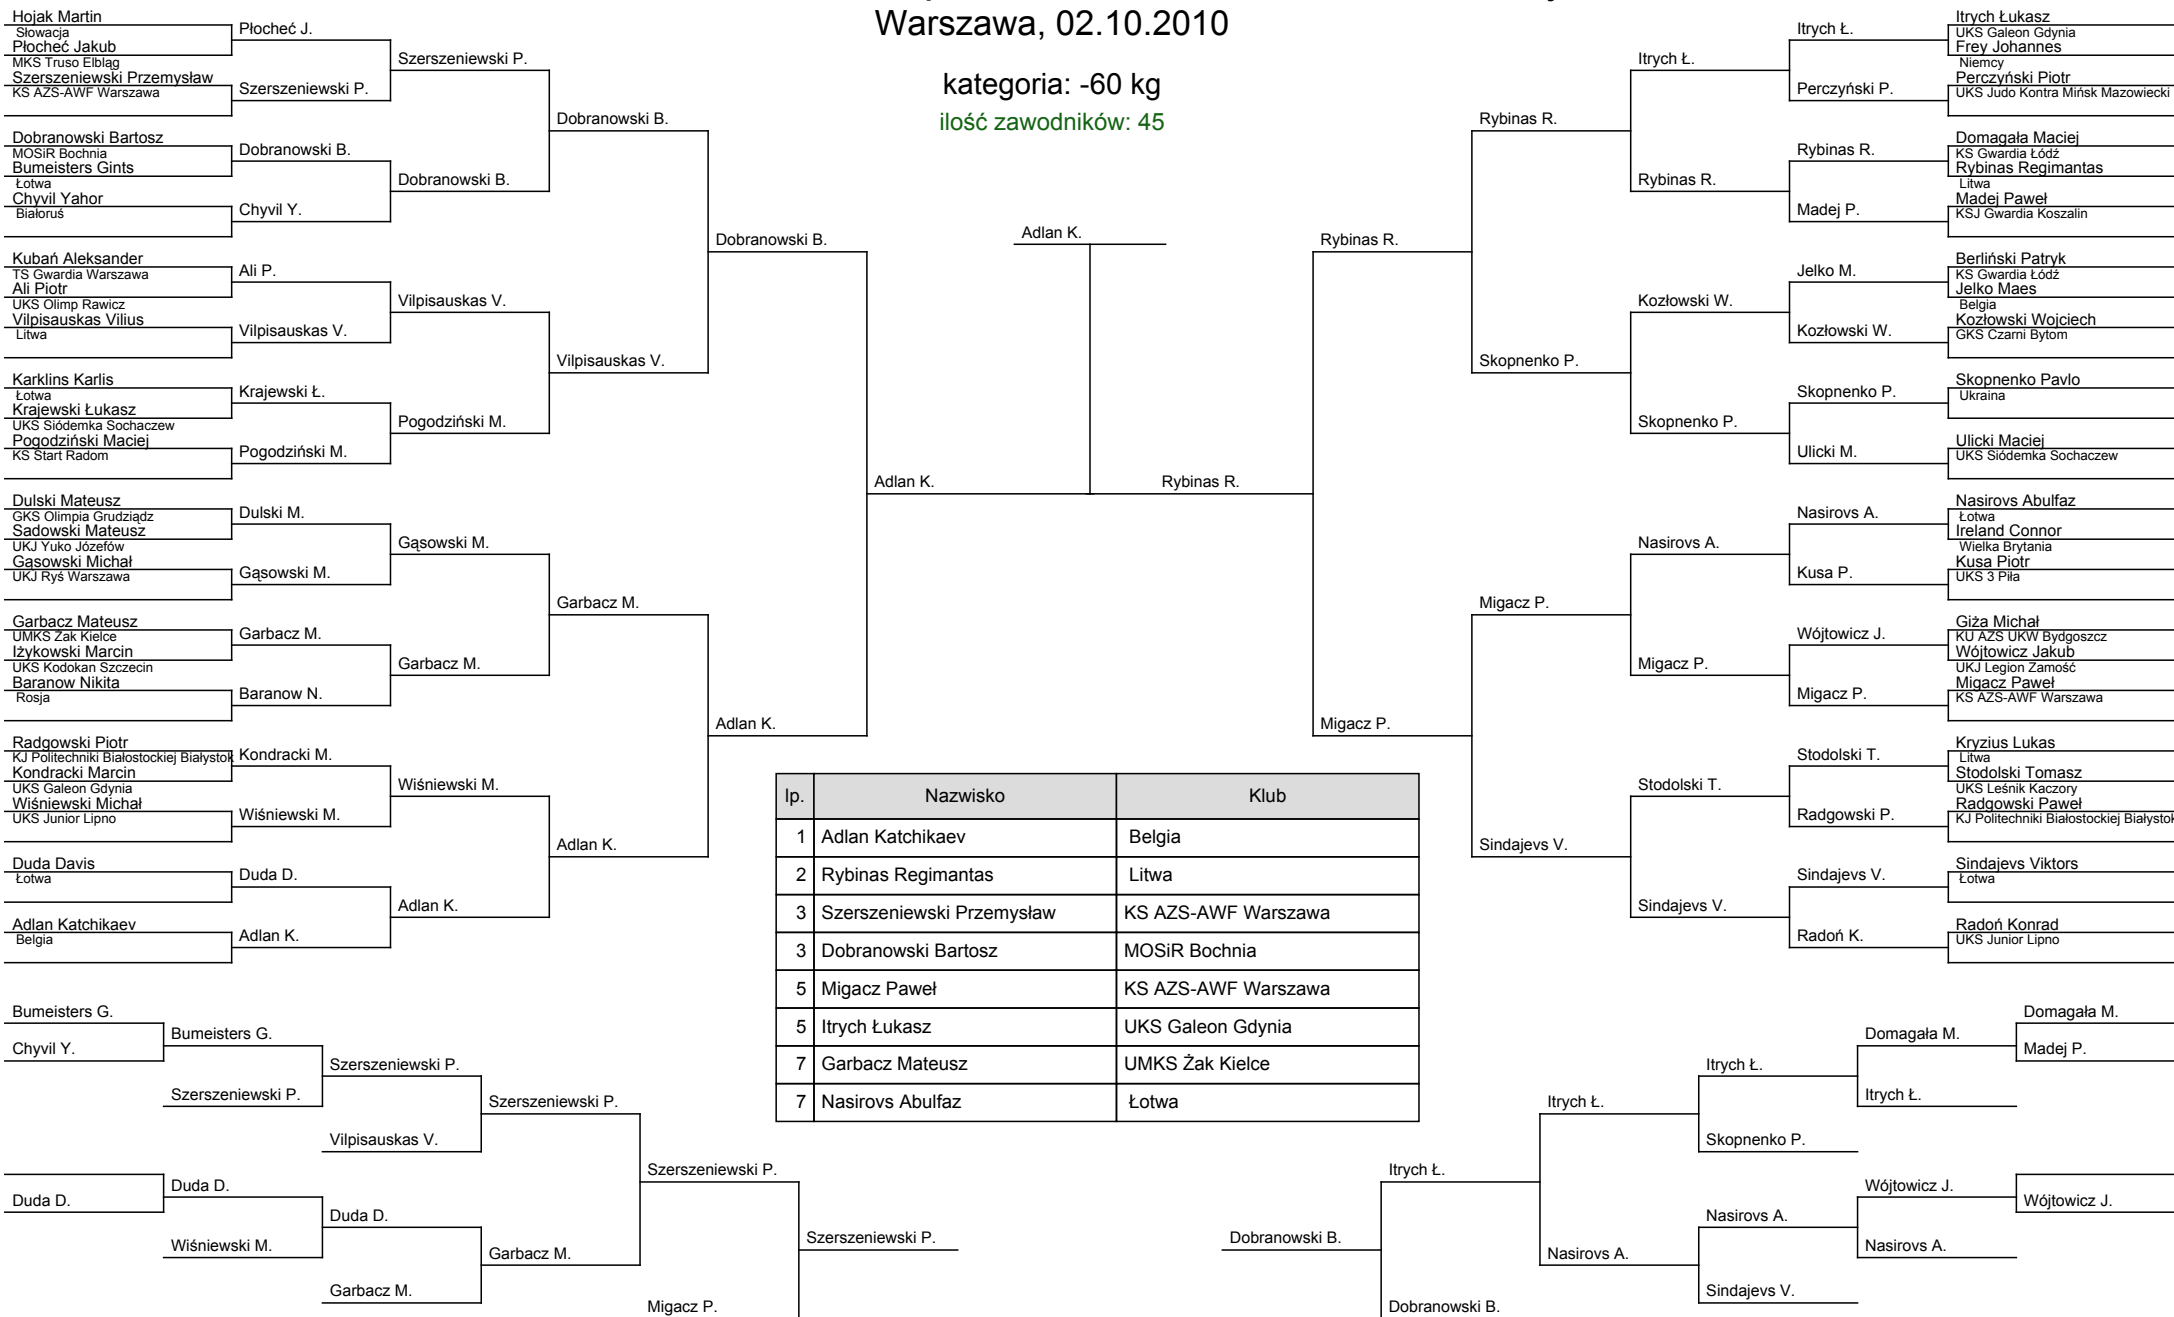 Warszawa, 02.10.2010
kategoria: -60 kg
ilość zawodników: 45
Hojak Martin
Słowacja
Płocheć Jakub
MKS Truso Elbląg
Szerszeniewski Przemysław
KS AZS-AWF Warszawa
Dobranowski Bartosz
MOSiR Bochnia
Bumeisters Gints
Łotwa
Chyvil Yahor
Białoruś
Kubań Aleksander
TS Gwardia Warszawa
Ali Piotr
UKS Olimp Rawicz
Vilpisauskas Vilius
Litwa
Karklins Karlis
Łotwa
Krajewski Łukasz
UKS Siódemka Sochaczew
Pogodziński Maciej
KS Start Radom
Dulski Mateusz
GKS Olimpia Grudziądz
Sadowski Mateusz
UKJ Yuko Józefów
Gąsowski Michał
UKJ Ryś Warszawa
Garbacz Mateusz
UMKS Żak Kielce
Iżykowski Marcin
UKS Kodokan Szczecin
Baranow Nikita
Rosja
Radgowski Piotr
KJ Politechniki Białostockiej Białystok
Kondracki Marcin
UKS Galeon Gdynia
Wiśniewski Michał
UKS Junior Lipno
Duda Davis
Łotwa
Adlan Katchikaev
Belgia
Płocheć J.
Szerszeniewski P.
Dobranowski B.
Chyvil Y.
Ali P.
Vilpisauskas V.
Krajewski Ł.
Pogodziński M.
Dulski M.
Gąsowski M.
Garbacz M.
Baranow N.
Kondracki M.
Wiśniewski M.
Duda D.
Adlan K.
Szerszeniewski P.
Dobranowski B.
Vilpisauskas V.
Pogodziński M.
Gąsowski M.
Garbacz M.
Wiśniewski M.
Adlan K.
Dobranowski B.
Vilpisauskas V.
Garbacz M.
Adlan K.
Dobranowski B.
Adlan K.
Adlan K.
Adlan K.
Rybinas R.
Rybinas R.
Migacz P.
Rybinas R.
Skopnenko P.
Migacz P.
Sindajevs V.
Itrych Ł.
Rybinas R.
Kozłowski W.
Skopnenko P.
Nasirovs A.
Migacz P.
Stodolski T.
Sindajevs V.
Itrych Ł.
Perczyński P.
Rybinas R.
Madej P.
Jelko M.
Kozłowski W.
Skopnenko P.
Ulicki M.
Nasirovs A.
Kusa P.
Wójtowicz J.
Migacz P.
Stodolski T.
Radgowski P.
Sindajevs V.
Radoń K.
Itrych Łukasz
UKS Galeon Gdynia
Frey Johannes
Niemcy
Perczyński Piotr
UKS Judo Kontra Mińsk Mazowiecki
Domagała Maciej
KS Gwardia Łódź
Rybinas Regimantas
Litwa
Madej Paweł
KSJ Gwardia Koszalin
Berliński Patryk
KS Gwardia Łódź
Jelko Maes
Belgia
Kozłowski Wojciech
GKS Czarni Bytom
Skopnenko Pavlo
Ukraina
Ulicki Maciej
UKS Siódemka Sochaczew
Nasirovs Abulfaz
Łotwa
Ireland Connor
Wielka Brytania
Kusa Piotr
UKS 3 Piła
Giża Michał
KU AZS UKW Bydgoszcz
Wójtowicz Jakub
UKJ Legion Zamość
Migacz Paweł
KS AZS-AWF Warszawa
Kryzius Lukas
Litwa
Stodolski Tomasz
UKS Leśnik Kaczory
Radgowski Paweł
KJ Politechniki Białostockiej Białystok
Sindajevs Viktors
Łotwa
Radoń Konrad
UKS Junior Lipno
lp. Nazwisko Klub
1 Adlan Katchikaev Belgia
2 Rybinas Regimantas Litwa
3 Szerszeniewski Przemysław KS AZS-AWF Warszawa
3 Dobranowski Bartosz MOSiR Bochnia
5 Migacz Paweł KS AZS-AWF Warszawa
5 Itrych Łukasz UKS Galeon Gdynia
7 Garbacz Mateusz UMKS Żak Kielce
7 Nasirovs Abulfaz Łotwa
Bumeisters G.
Chyvil Y.
Duda D.
Bumeisters G.
Szerszeniewski P.
Duda D.
Wiśniewski M.
Szerszeniewski P.
Vilpisauskas V.
Duda D.
Garbacz M.
Szerszeniewski P.
Garbacz M.
Szerszeniewski P.
Migacz P.
Szerszeniewski P.
Dobranowski B.
Itrych Ł.
Dobranowski B.
Itrych Ł.
Nasirovs A.
Itrych Ł.
Skopnenko P.
Nasirovs A.
Sindajevs V.
Domagała M.
Itrych Ł.
Wójtowicz J.
Nasirovs A.
Domagała M.
Madej P.
Wójtowicz J.